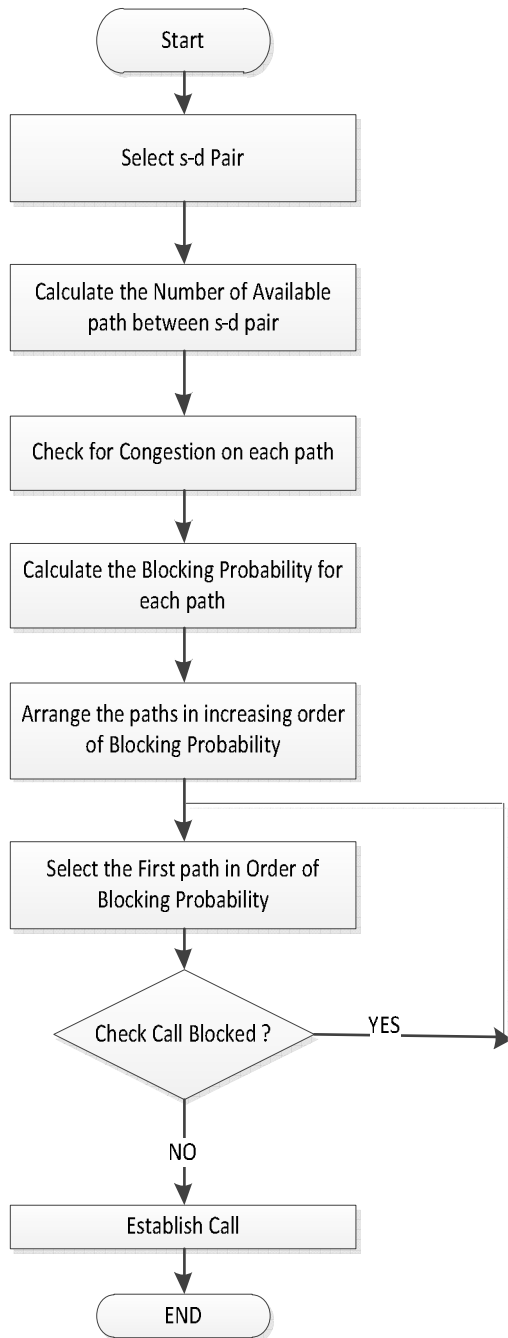 Start
Select s-d Pair
Calculate the Number of Available
path between s-d pair
Check for Congestion on each path
Calculate the Blocking Probability for
each path
Arrange the paths in increasing order
of Blocking Probability
Select the First path in Order of
Blocking Probability
Check Call Blocked ?
YES
NO
Establish Call
END